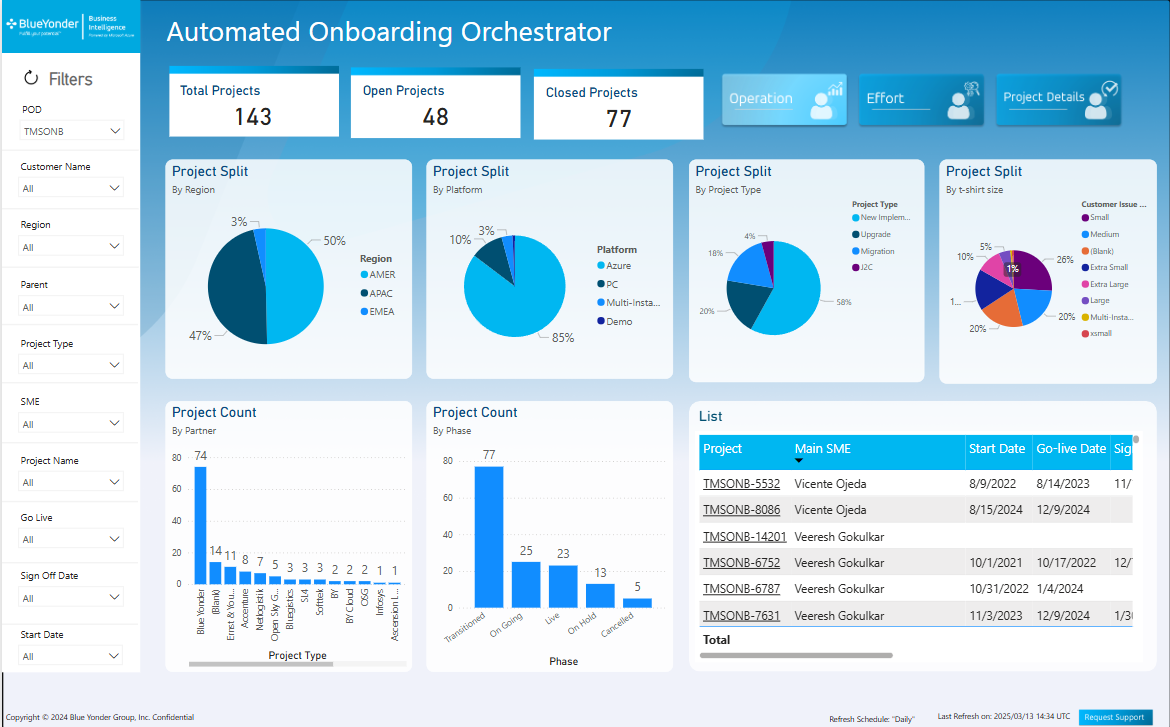 BlueYonder
Business
Intelligence
Automated Onboarding Orchestrator
Filters
POD
TMSONB
Customer Name
All
Region
All
Parent
All
Project Type
All
SME
All
Project Name
All
Go Live
All
Sign Off Date
All
Start Date
All
Total Projects
143
Open Projects
48
Closed Projects
77
Operation
Effort
Project Details
Project Split
By Region
3%
50%
47%
Region
AMER
APAC
EMEA
Project Split
By Platform
3%
10%
85%
Platform
Azure
PC
Multi-Insta...
Demo
Project Split
By Project Type
4%
18%
20%
58%
Project Type
New Implem...
Upgrade
Migration
J2C
Project Split
By t-shirt size
5%
10%
1%
26%
1...
20%
20%
Customer Issue ...
Small
Medium
(Blank)
Extra Small
Extra Large
Large
Multi-Insta...
xsmall
Project Count
By Partner
80
60
40
20
0
74
14
11
8
7
5
3
3
3
2
2
2
1
1
Blue Yonder
(Blank)
Ernst & You...
Accenture
Netlogistik
Open Sky G...
Bluegistics
SI4
Softtek
BY
BY Cloud
OSG
Infosys
Ascension L...
Project Type
Project Count
By Phase
80
60
40
20
0
77
25
23
13
5
Transitioned
On Going
Live
On Hold
Cancelled
Phase
List
Project Main SME Start Date Go-live Date Sig
TMSONB-5532 Vicente Ojeda 8/9/2022 8/14/2023 11/
TMSONB-8086 Vicente Ojeda 8/15/2024 12/9/2024
TMSONB-14201 Veeresh Gokulkar
TMSONB-6752 Veeresh Gokulkar 10/1/2021 10/17/2022 12/
TMSONB-6787 Veeresh Gokulkar 10/31/2022 1/4/2024
TMSONB-7631 Veeresh Gokulkar 11/3/2023 12/9/2024 1/3
Total
Copyright © 2024 Blue Yonder Group, Inc. Confidential
Refresh Schedule: "Daily"
Last Refresh on: 2025/03/13 14:34 UTC
Request Support